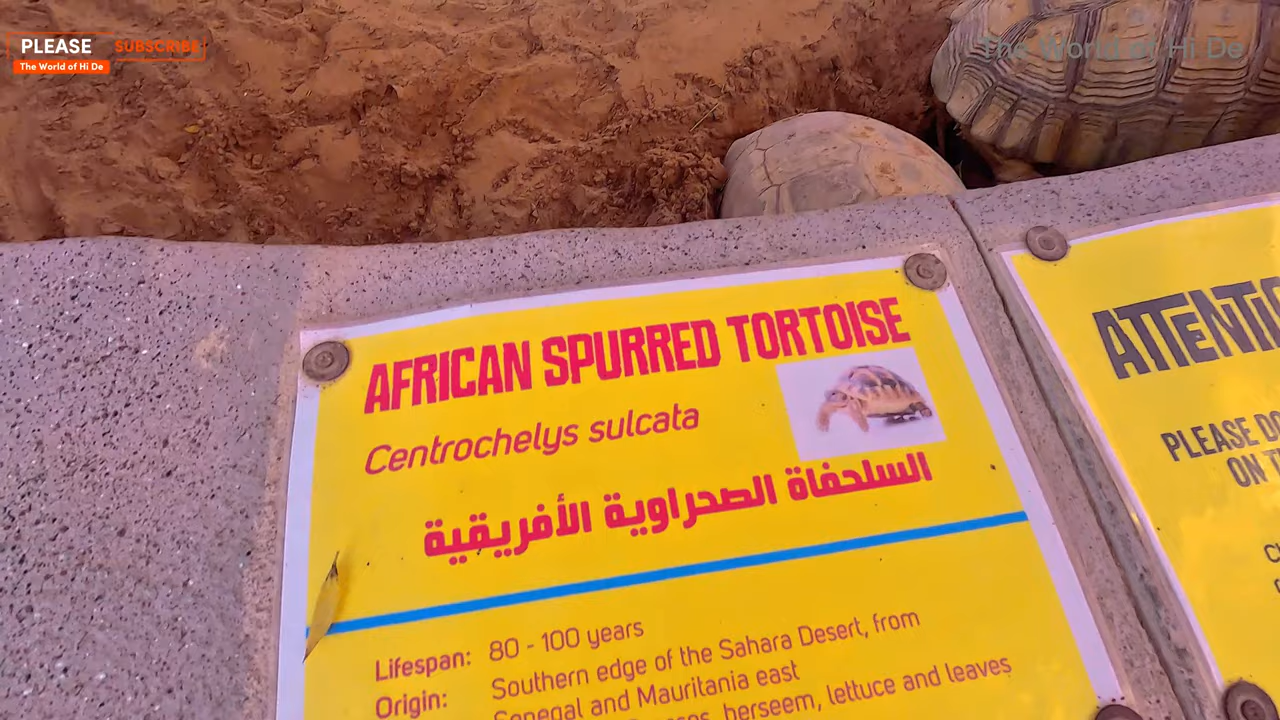 PLEASE SUBSCRIBE
The World of Hi De
The World of Hi De
AFRICAN SPURRED TORTOISE
Centrochelys sulcata
السلحفاة الصحراوية الأفريقية
Lifespan: 80 - 100 years
Origin: Southern edge of the Sahara Desert, from
Senegal and Mauritania east
berseem, lettuce and leaves
PLEASE
ON